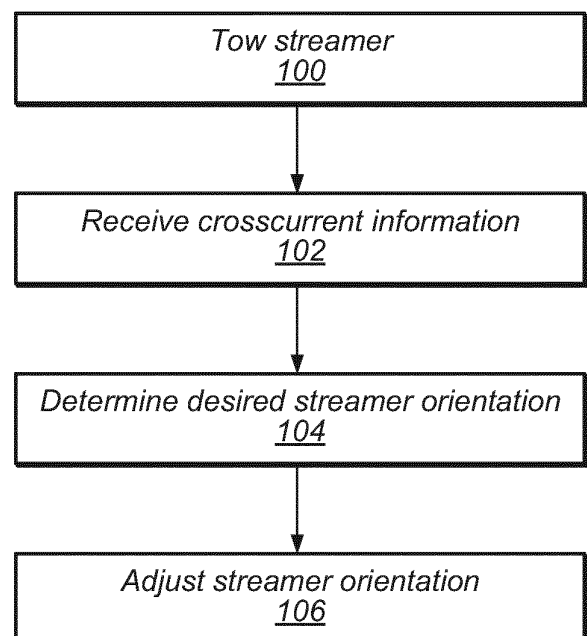 Tow streamer
100
Receive crosscurrent information
102
Determine desired streamer orientation
104
Adjust streamer orientation
106